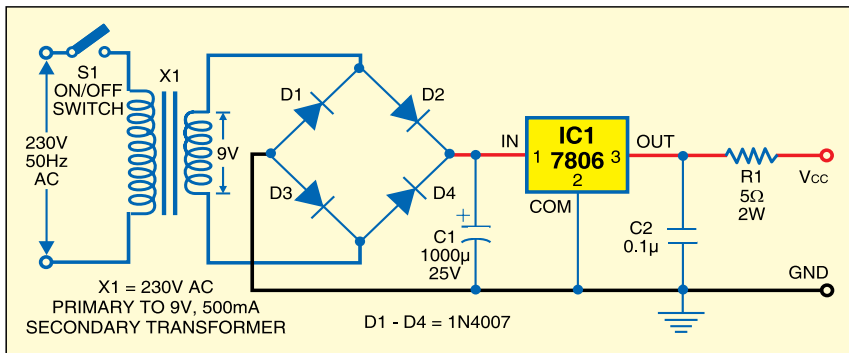 S1
ON/OFF
SWITCH
X1
230V
50Hz
AC
9V
D1
D2
D3
D4
IN
IC1
1 7806 3
2
COM
OUT
+
C1
1000µ
25V
C2
0.1µ
R1
5Ω
2W
Vcc
GND
X1 = 230V AC
PRIMARY TO 9V, 500mA
SECONDARY TRANSFORMER
D1 - D4 = 1N4007